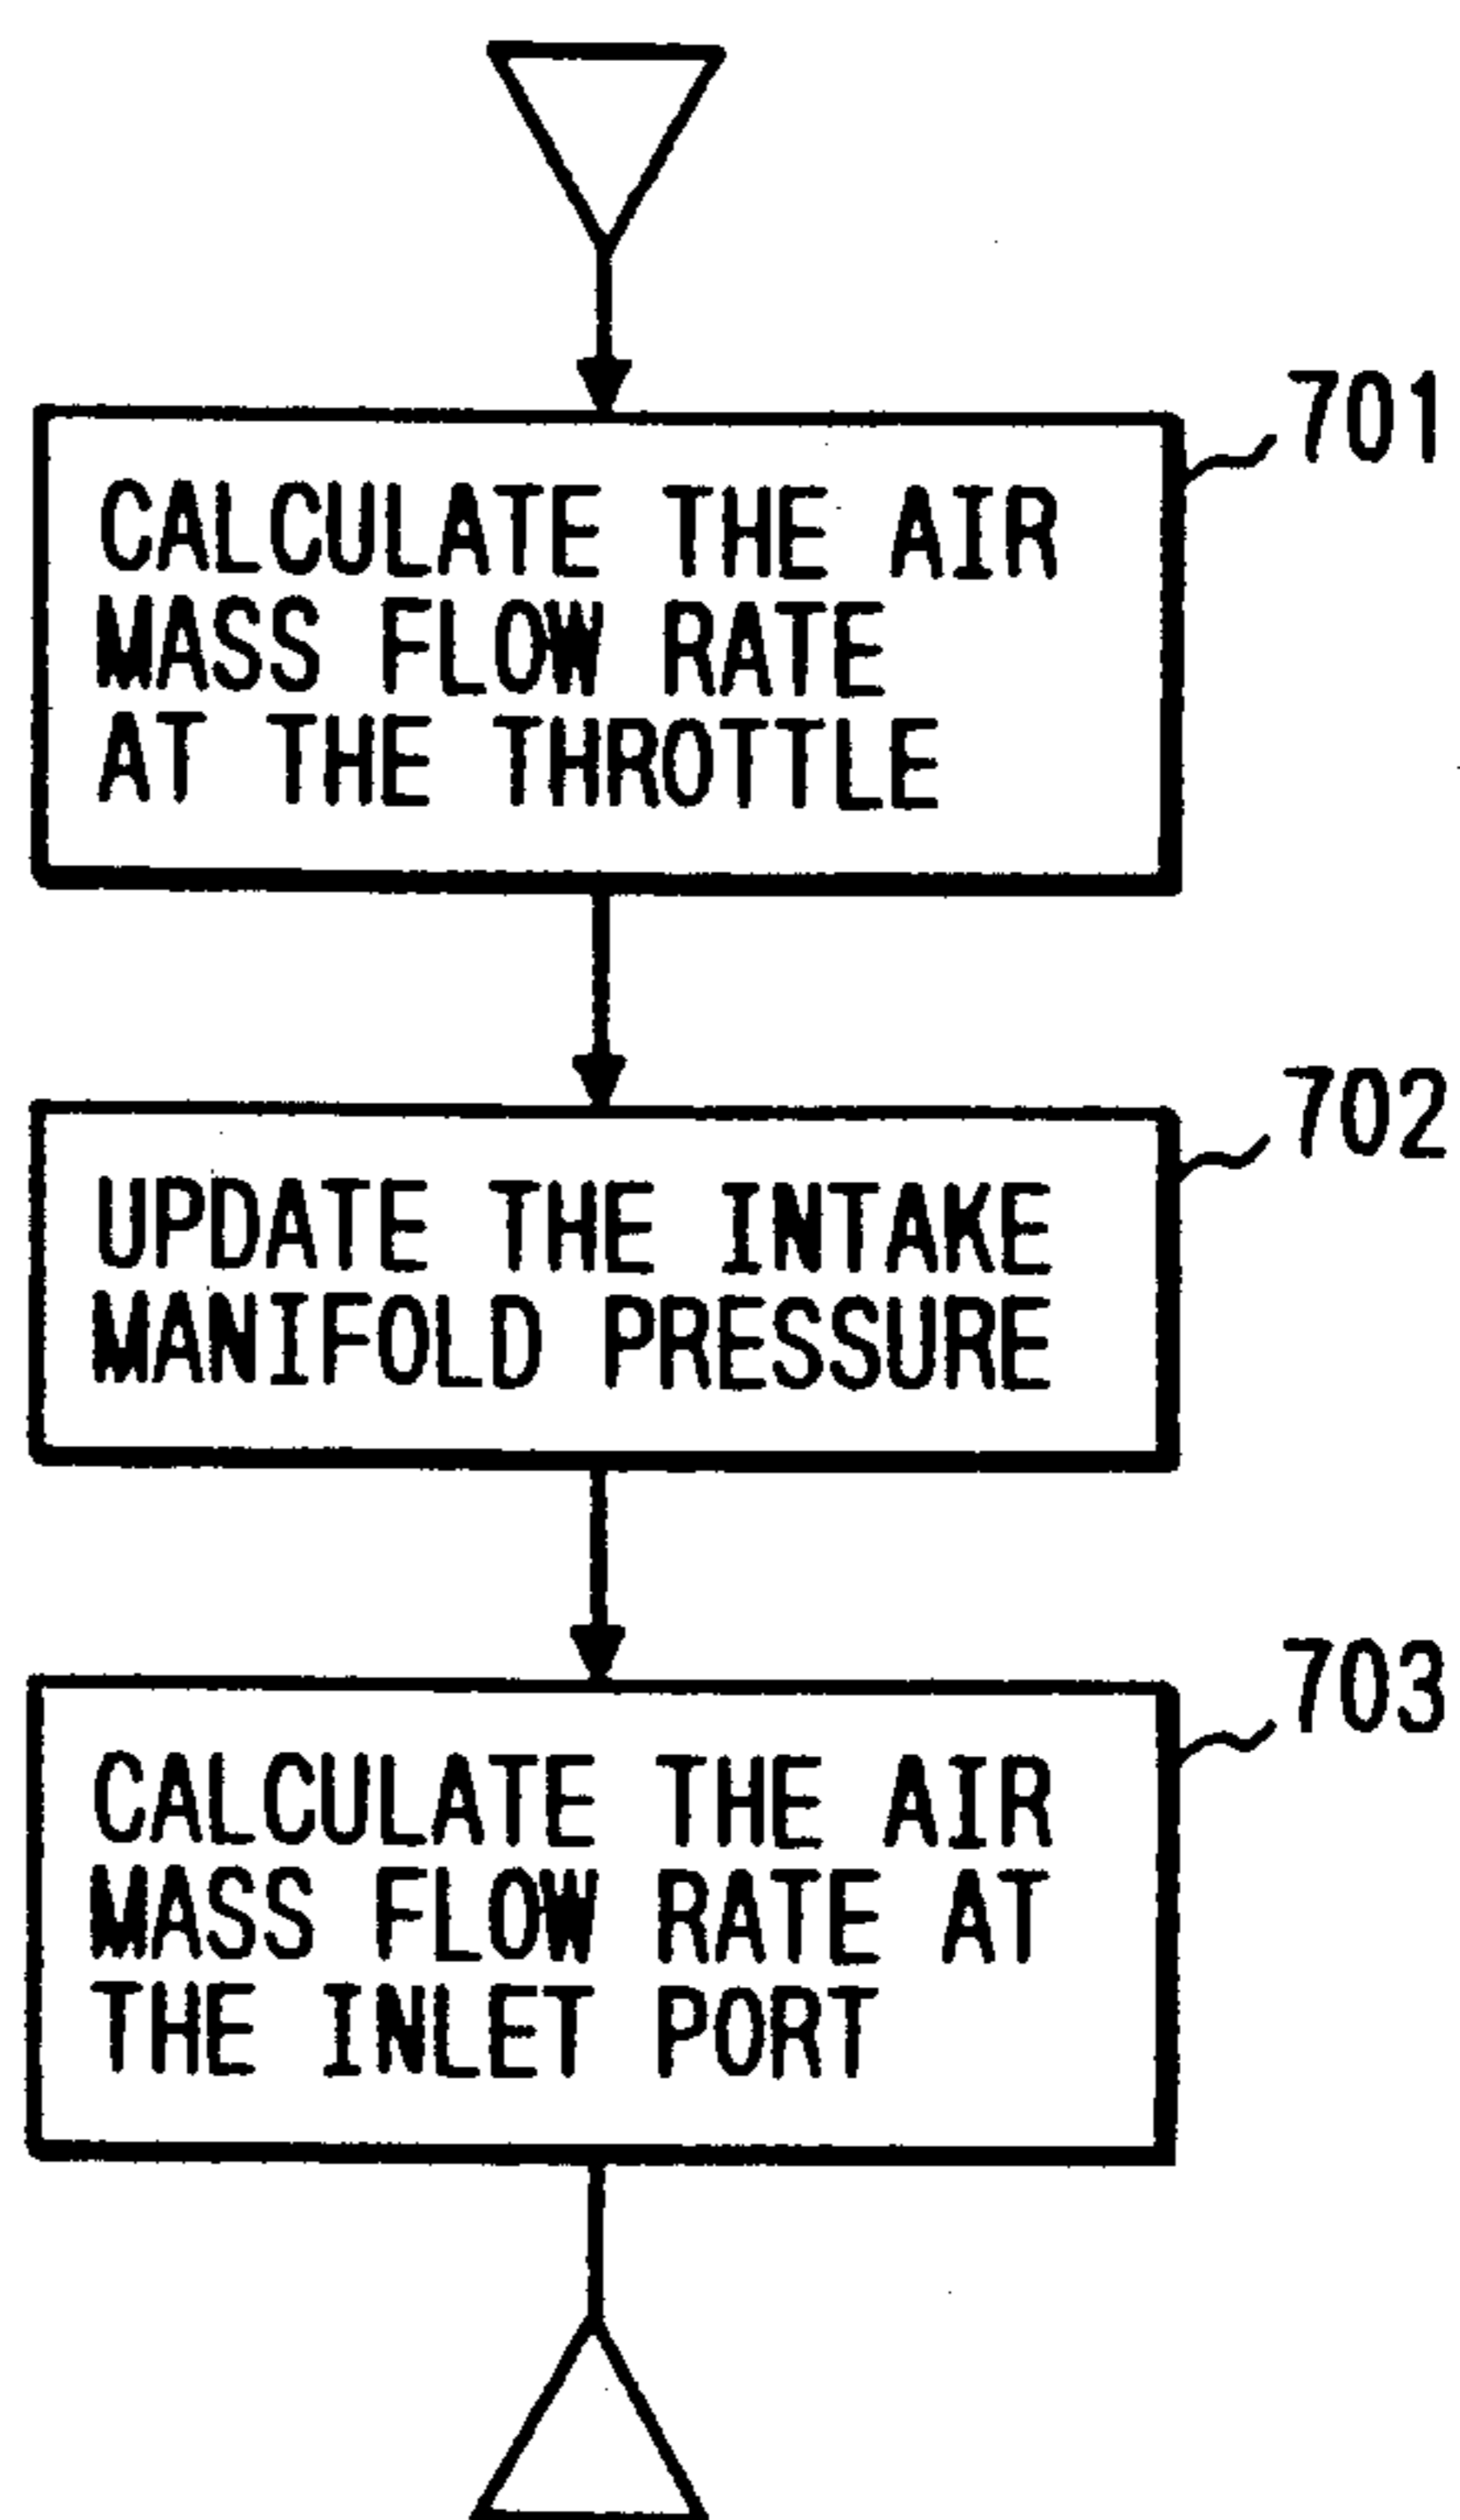 701
CALCULATE THE AIR
MASS FLOW RATE
AT THE THROTTLE
702
UPDATE THE INTAKE
MANIFOLD PRESSURE
703
CALCULATE THE AIR
MASS FLOW RATE AT
THE INLET PORT